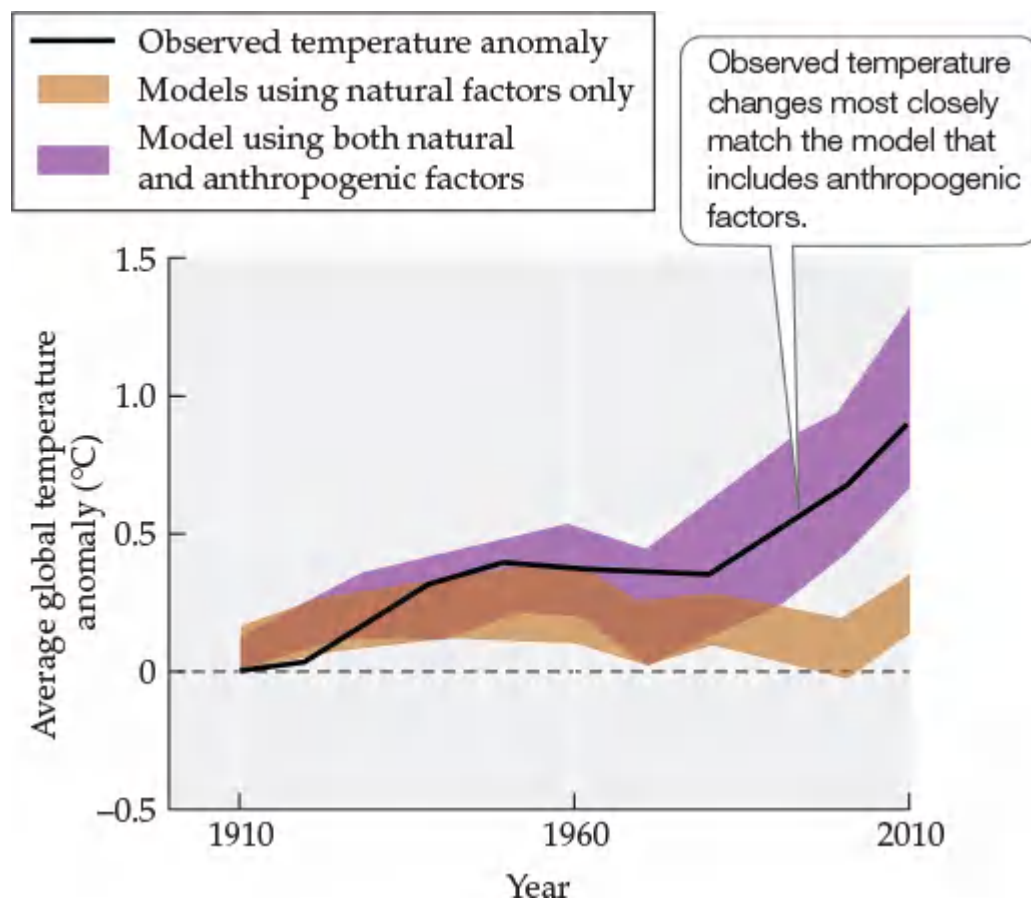 Observed temperature anomaly
Models using natural factors only
Model using both natural
and anthropogenic factors
Observed temperature
changes most closely
match the model that
includes anthropogenic
factors.
Average global temperature
anomaly (°C)
1.5
1.0
0.5
0
–0.5
1910
1960
2010
Year